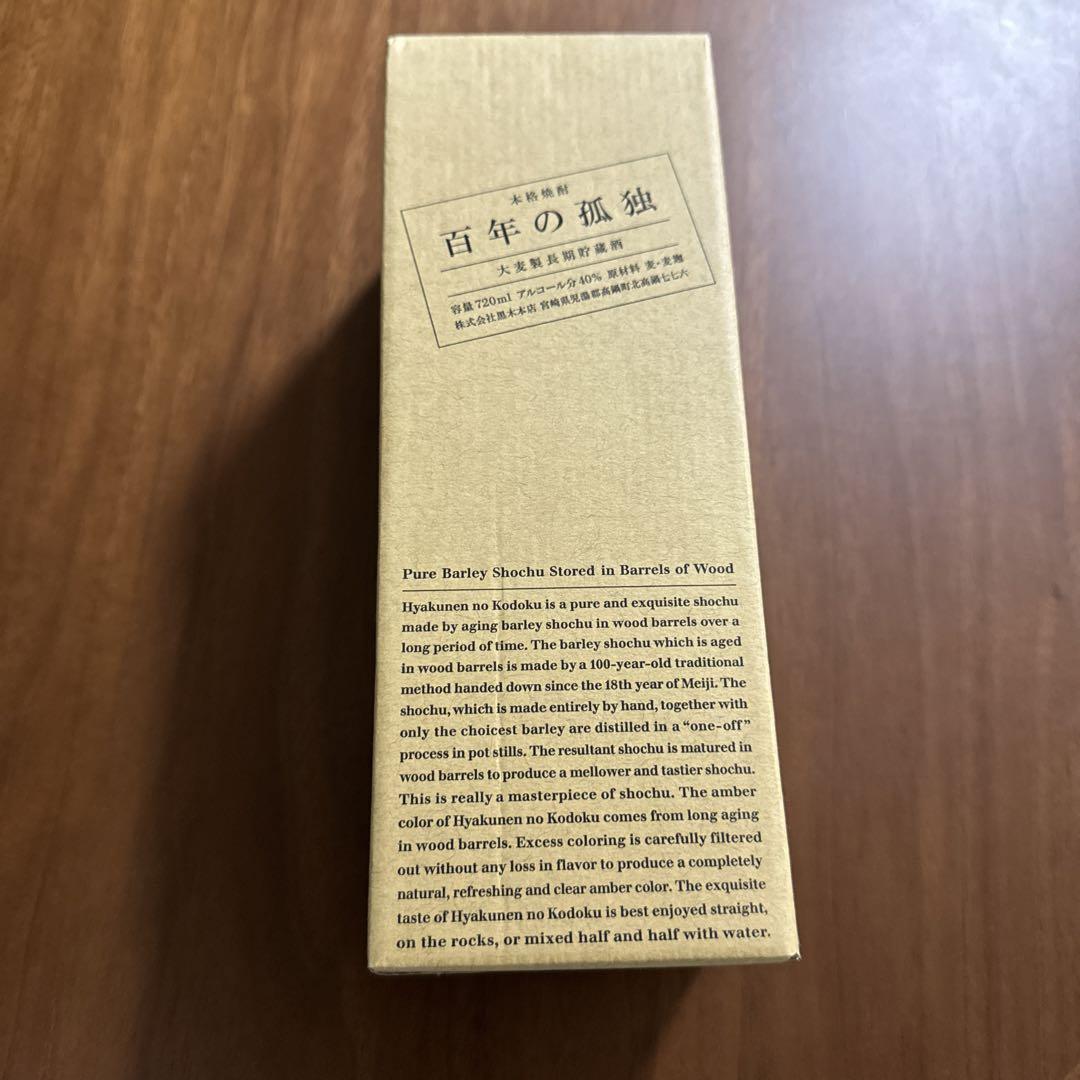 本格焼酎
百年の孤独
大麦製長期貯蔵酒
容量720ml アルコール分40% 原材料 麦・麦麹
株式会社黒木本店 宮崎県児湯郡高鍋町北高鍋七七六
Pure Barley Shochu Stored in Barrels of Wood
Hyakunen no Kodoku is a pure and exquisite shochu
made by aging barley shochu in wood barrels over a
long period of time. The barley shochu which is aged
in wood barrels is made by a 100-year-old traditional
method handed down since the 18th year of Meiji. The
shochu, which is made entirely by hand, together with
only the choicest barley are distilled in a “one-off”
process in pot stills. The resultant shochu is matured in
wood barrels to produce a mellower and tastier shochu.
This is really a masterpiece of shochu. The amber
color of Hyakunen no Kodoku comes from long aging
in wood barrels. Excess coloring is carefully filtered
out without any loss in flavor to produce a completely
natural, refreshing and clear amber color. The exquisite
taste of Hyakunen no Kodoku is best enjoyed straight,
on the rocks, or mixed half and half with water.